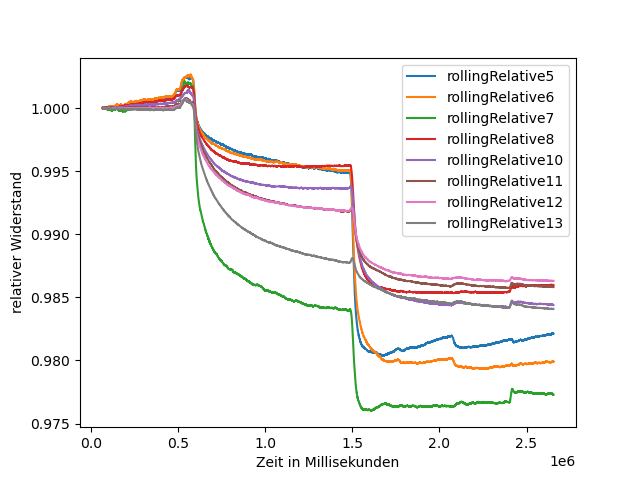 1.000
0.995
0.990
0.985
0.980
0.975
relativer Widerstand
rollingRelative5
rollingRelative6
rollingRelative7
rollingRelative8
rollingRelative10
rollingRelative11
rollingRelative12
rollingRelative13
0.0 0.5 1.0 1.5 2.0 2.5
Zeit in Millisekunden
1e6